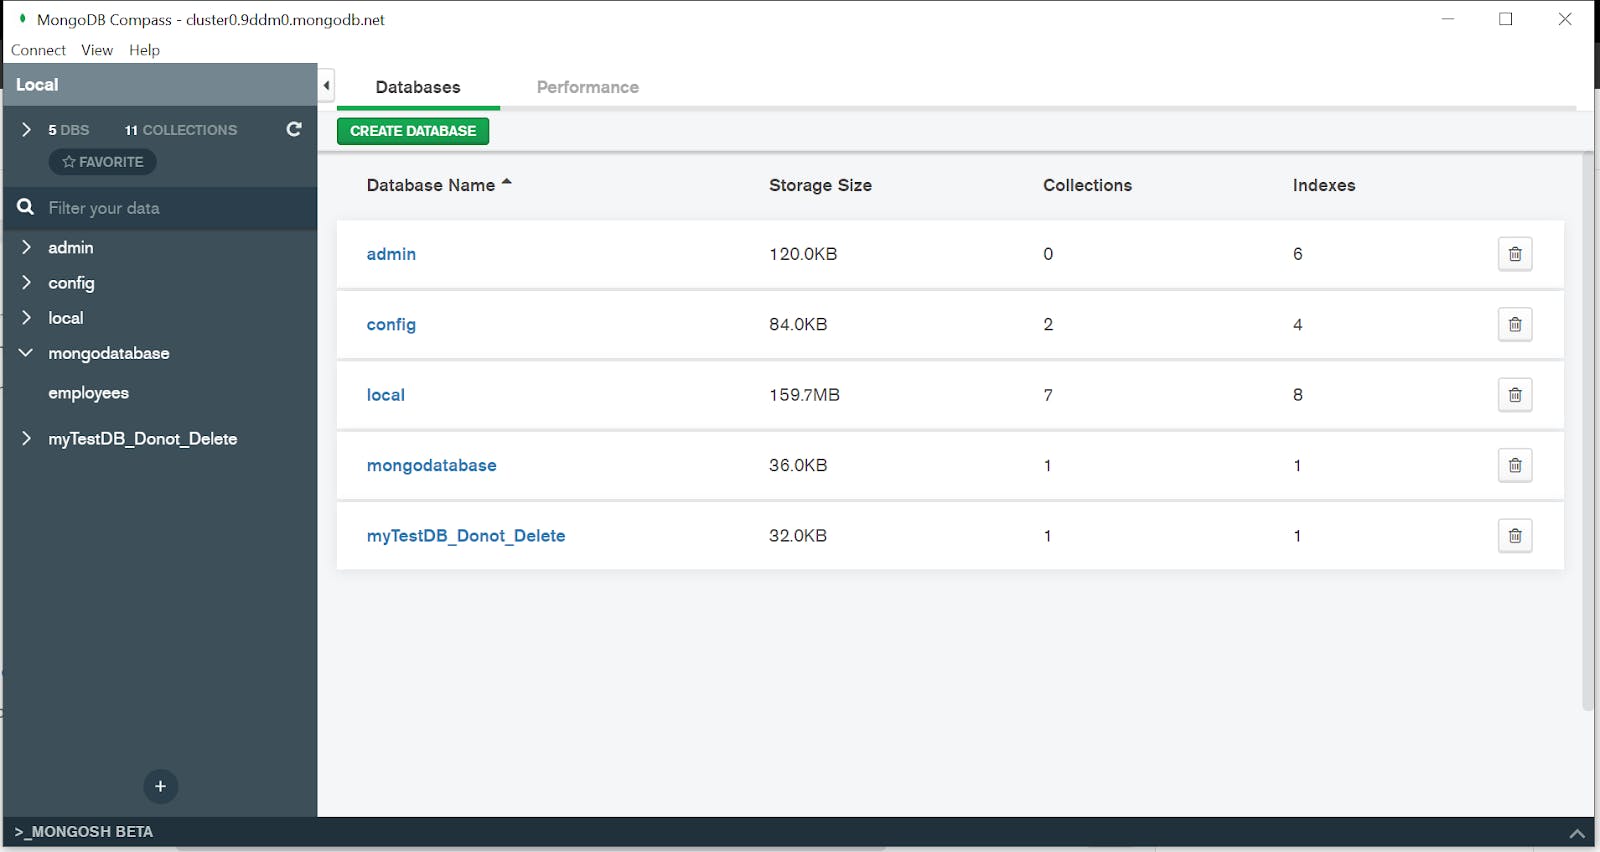 MongoDB Compass - cluster0.9ddm0.mongodb.net
Connect View Help
Local
5 DBS 11 COLLECTIONS
FAVORITE
Filter your data
admin
config
local
mongodatabase
employees
myTestDB_Donot_Delete
Databases Performance
CREATE DATABASE
Database Name Storage Size Collections Indexes
admin 120.0KB 0 6
config 84.0KB 2 4
local 159.7MB 7 8
mongodatabase 36.0KB 1 1
myTestDB_Donot_Delete 32.0KB 1 1
>_MONGOSH BETA